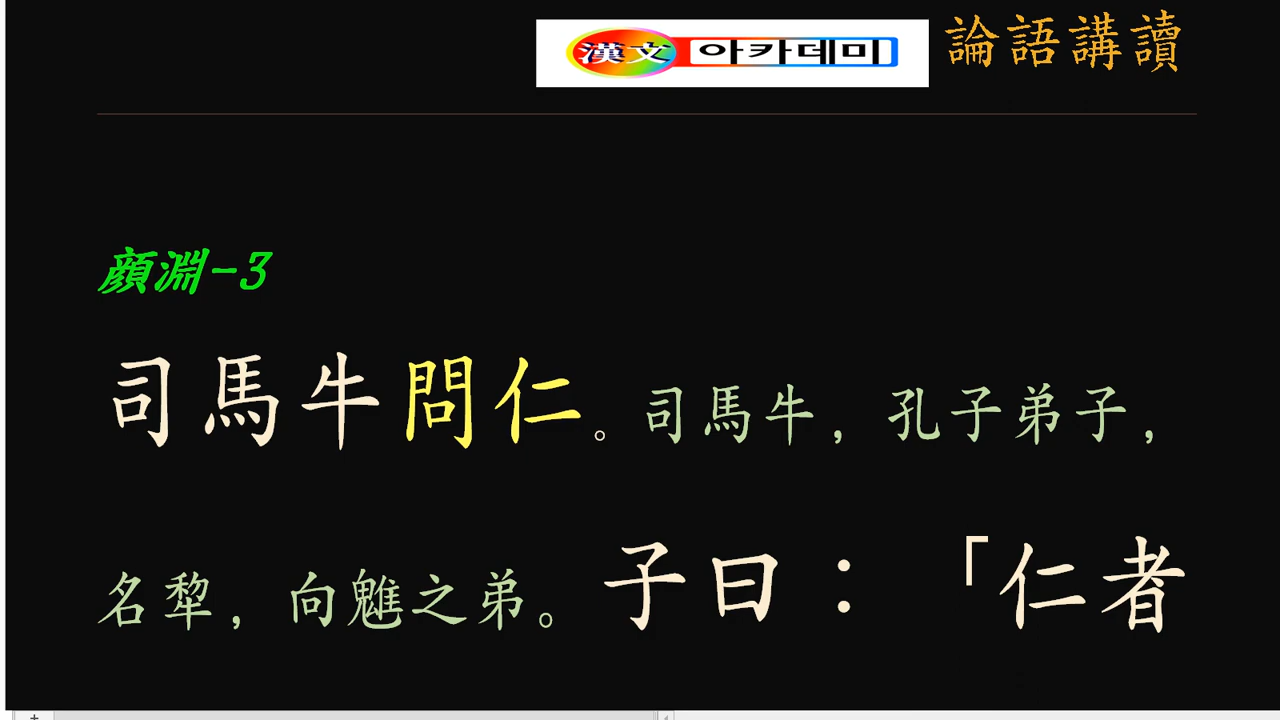 漢文 아카데미 論語講讀
顔淵-3
司馬牛問仁。司馬牛，孔子弟子，
名犂，向魋之弟。子曰：「仁者